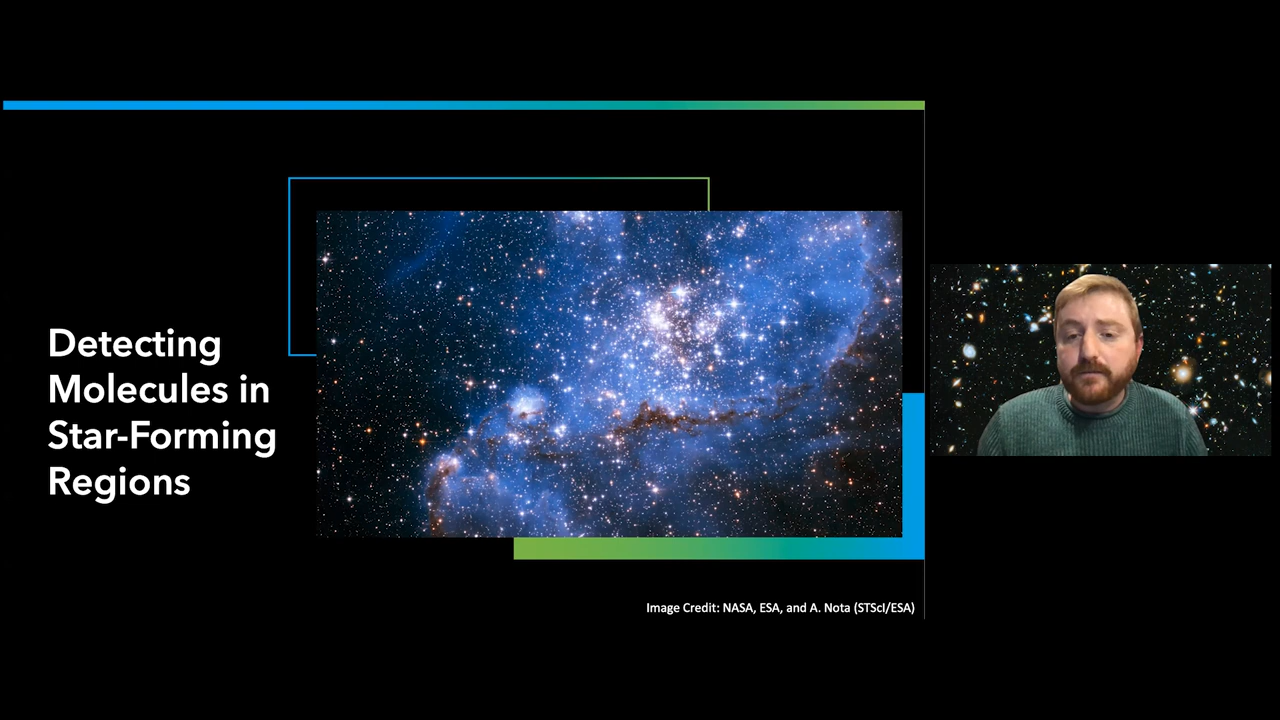 Detecting
Molecules in
Star-Forming
Regions
Image Credit: NASA, ESA, and A. Nota (STScI/ESA)